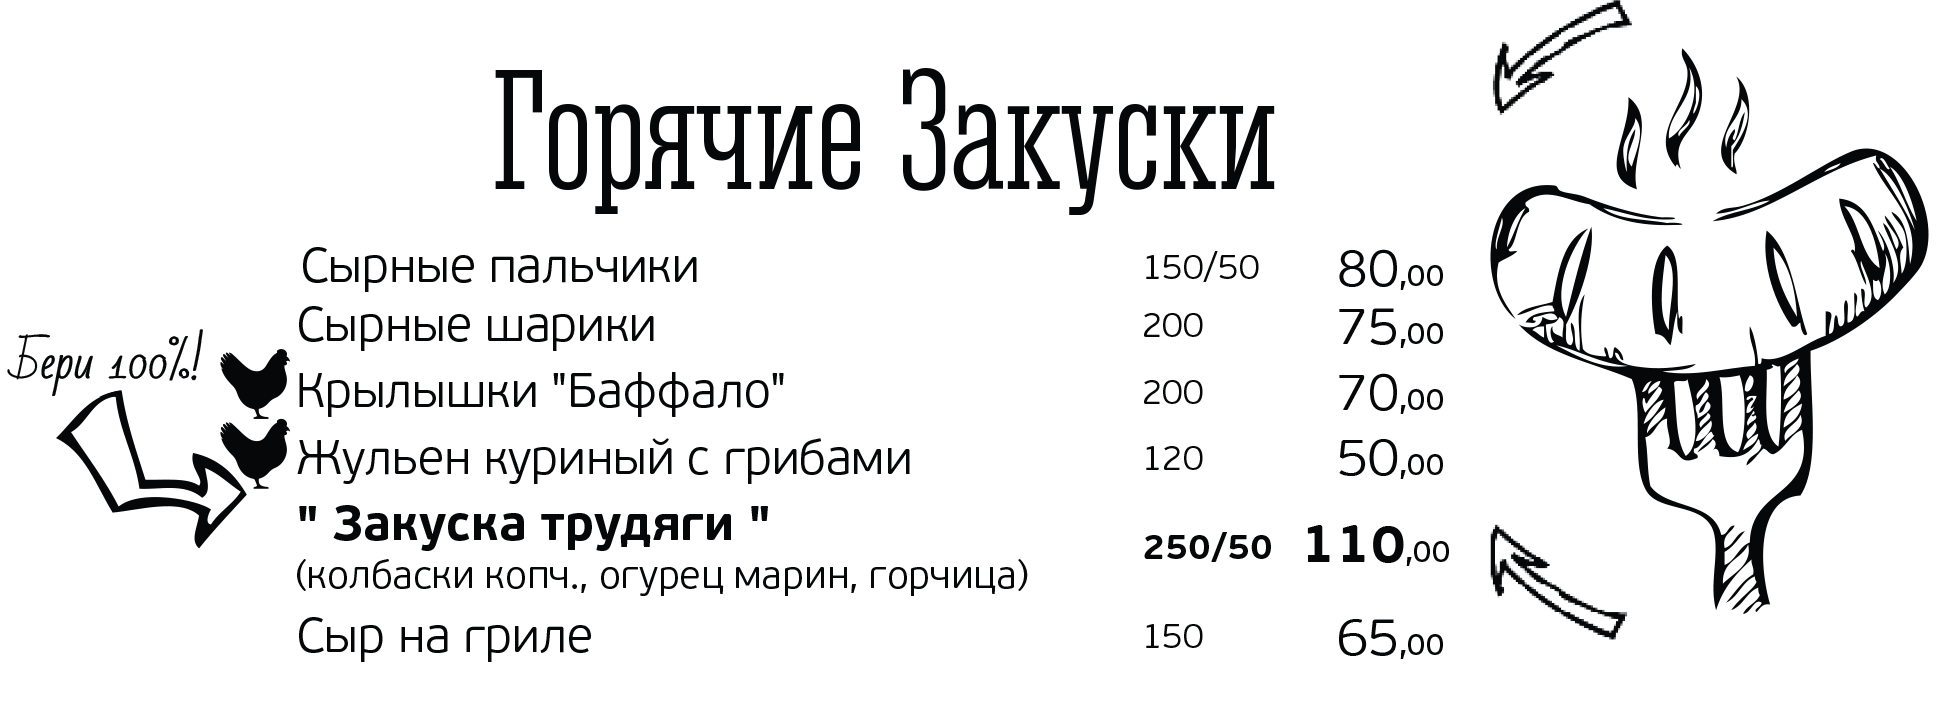 Горячие Закуски
Сырные пальчики 150/50 80,00
Сырные шарики 200 75,00
Бери 100%!
Крылышки "Баффало" 200 70,00
Жульен куриный с грибами 120 50,00
" Закуска трудяги " 250/50 110,00
(колбаски копч., огурец марин, горчица)
Сыр на гриле 150 65,00